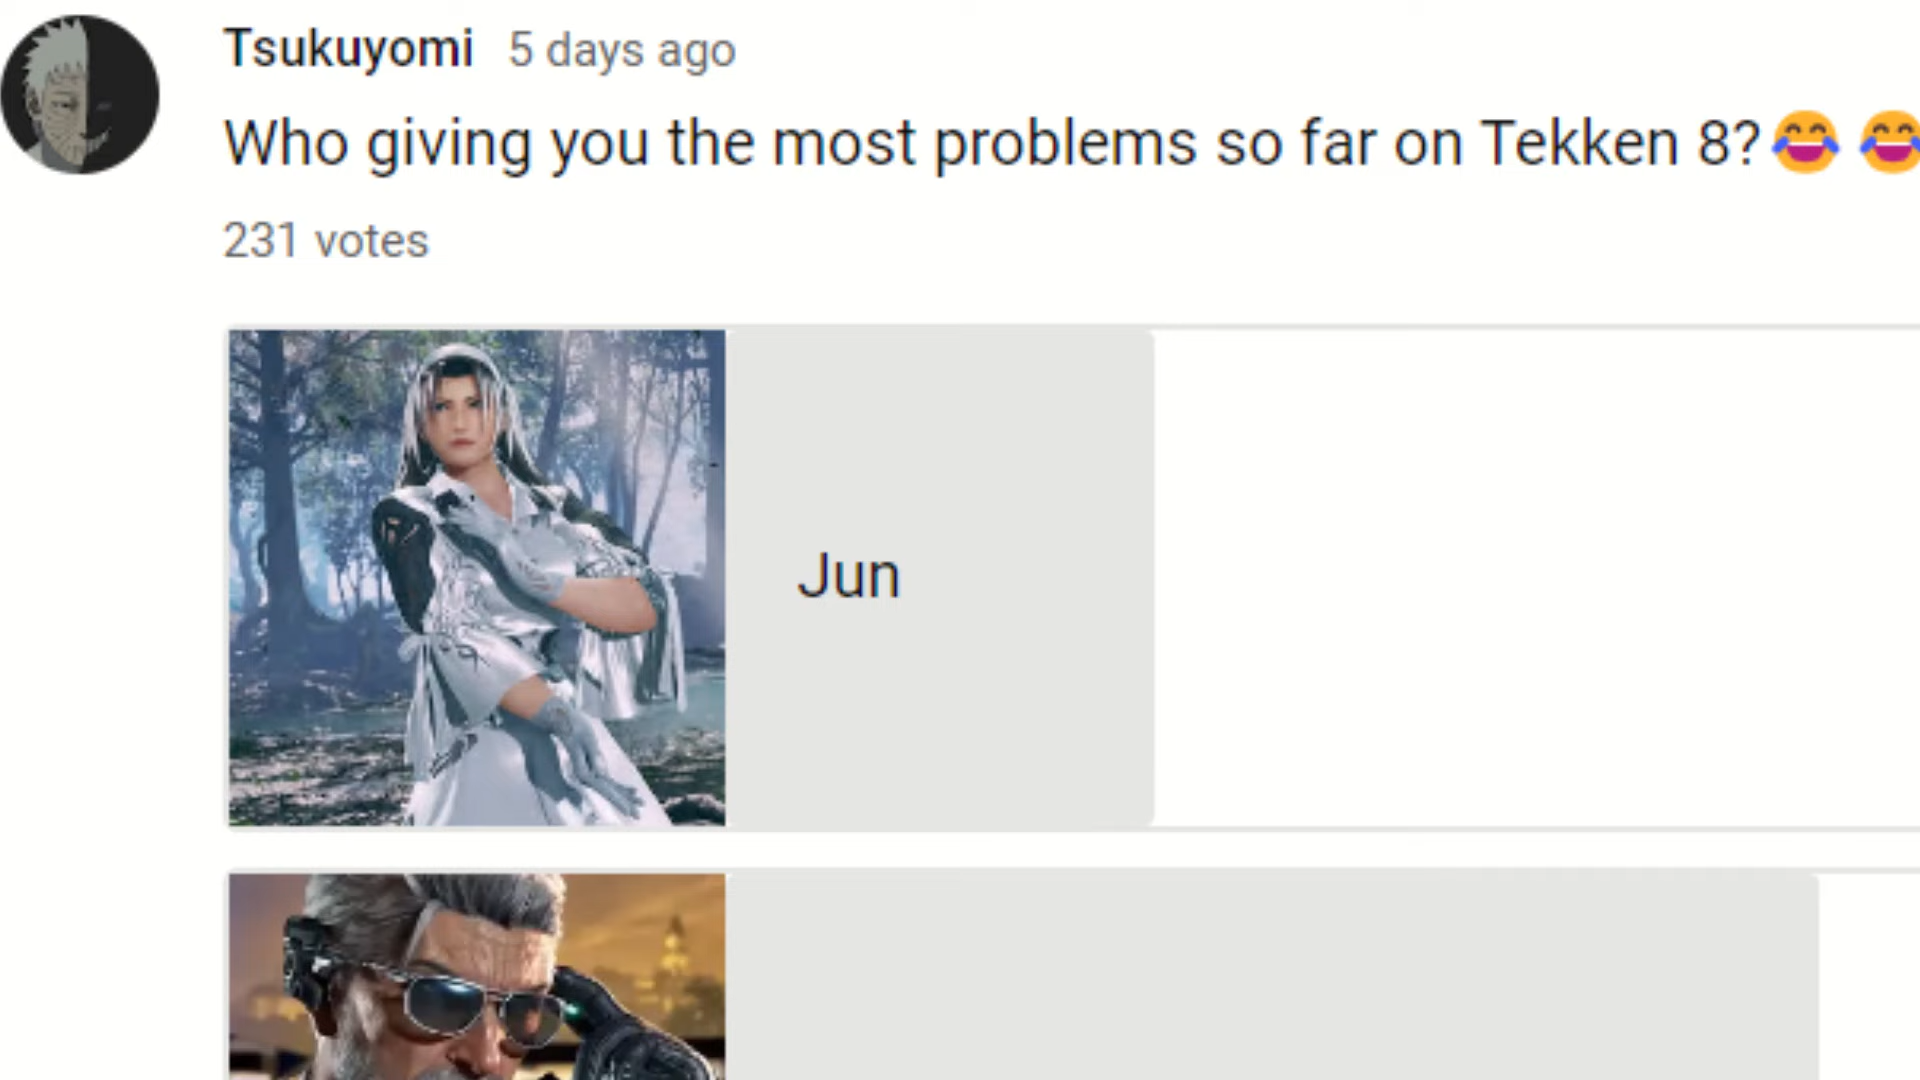 Tsukuyomi 5 days ago
Who giving you the most problems so far on Tekken 8?😂 😂
231 votes
Jun